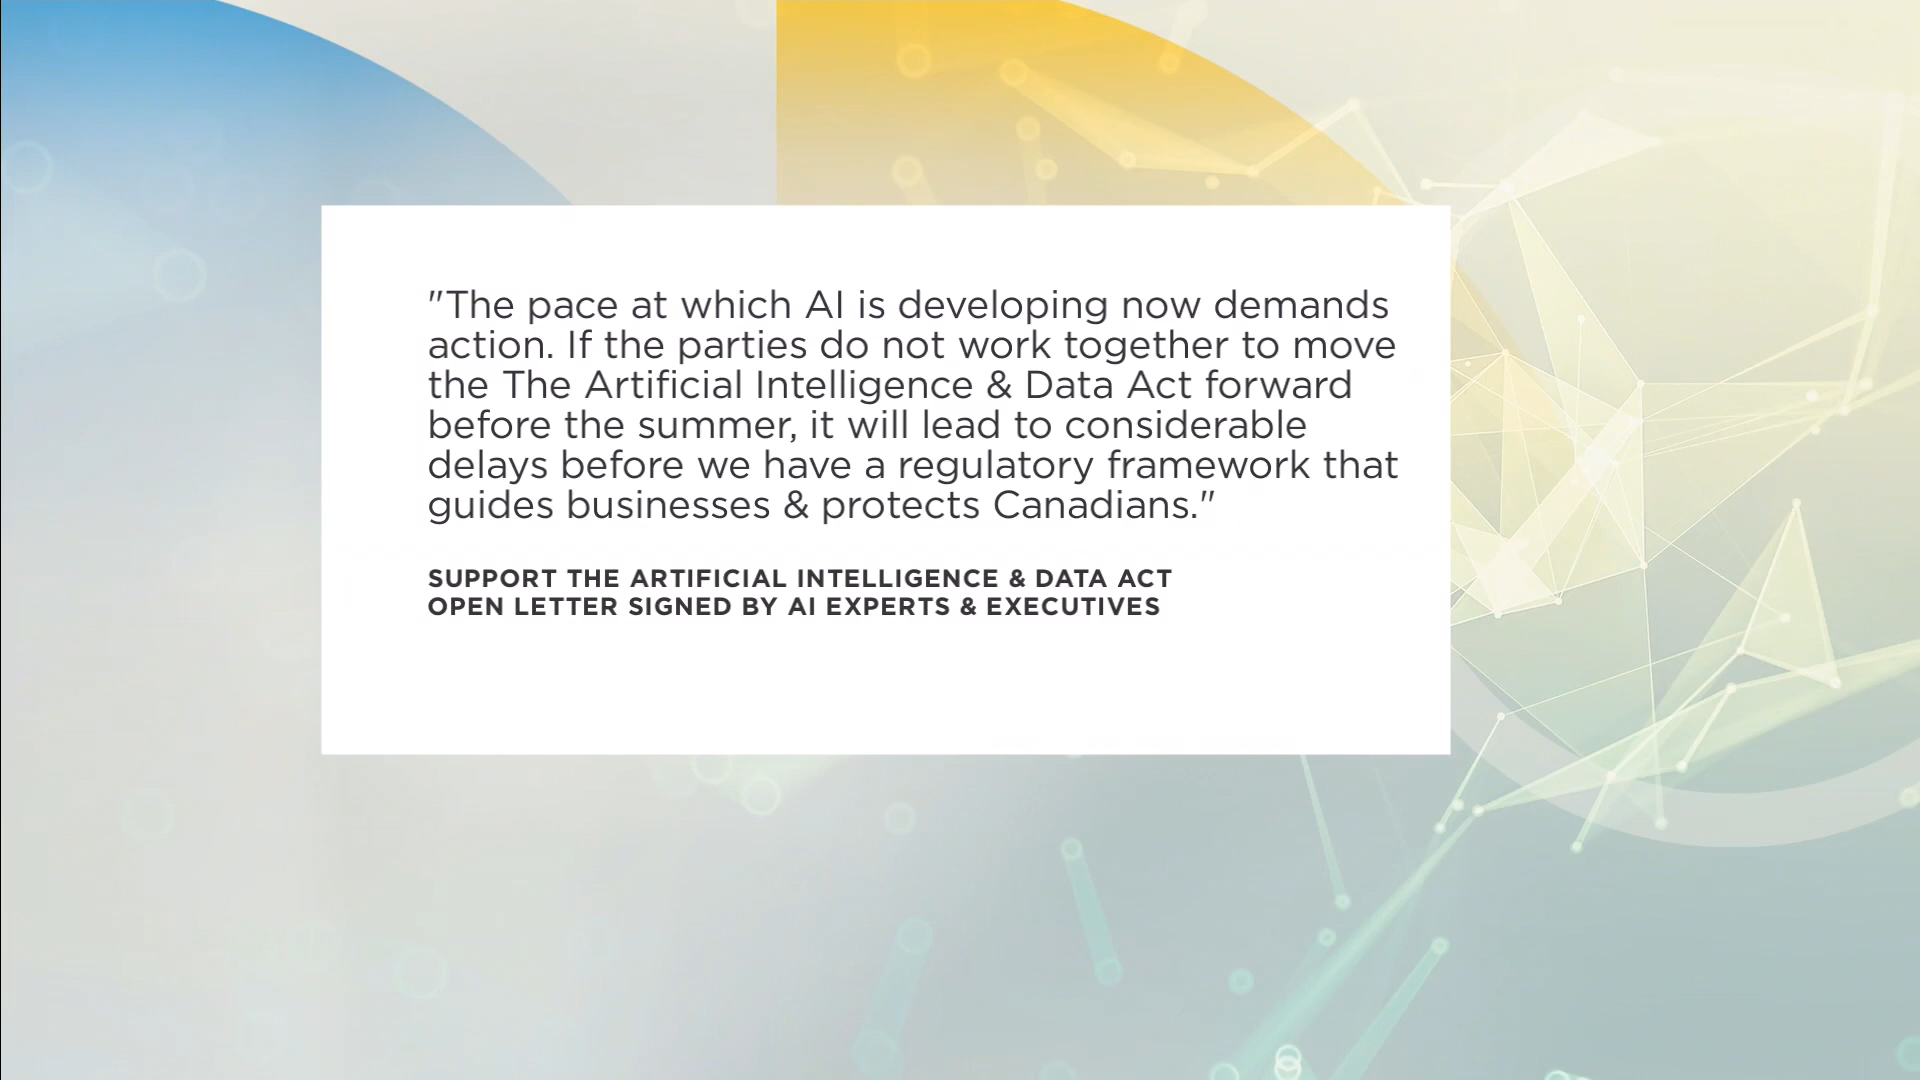 "The pace at which AI is developing now demands
action. If the parties do not work together to move
the The Artificial Intelligence & Data Act forward
before the summer, it will lead to considerable
delays before we have a regulatory framework that
guides businesses & protects Canadians."
SUPPORT THE ARTIFICIAL INTELLIGENCE & DATA ACT
OPEN LETTER SIGNED BY AI EXPERTS & EXECUTIVES